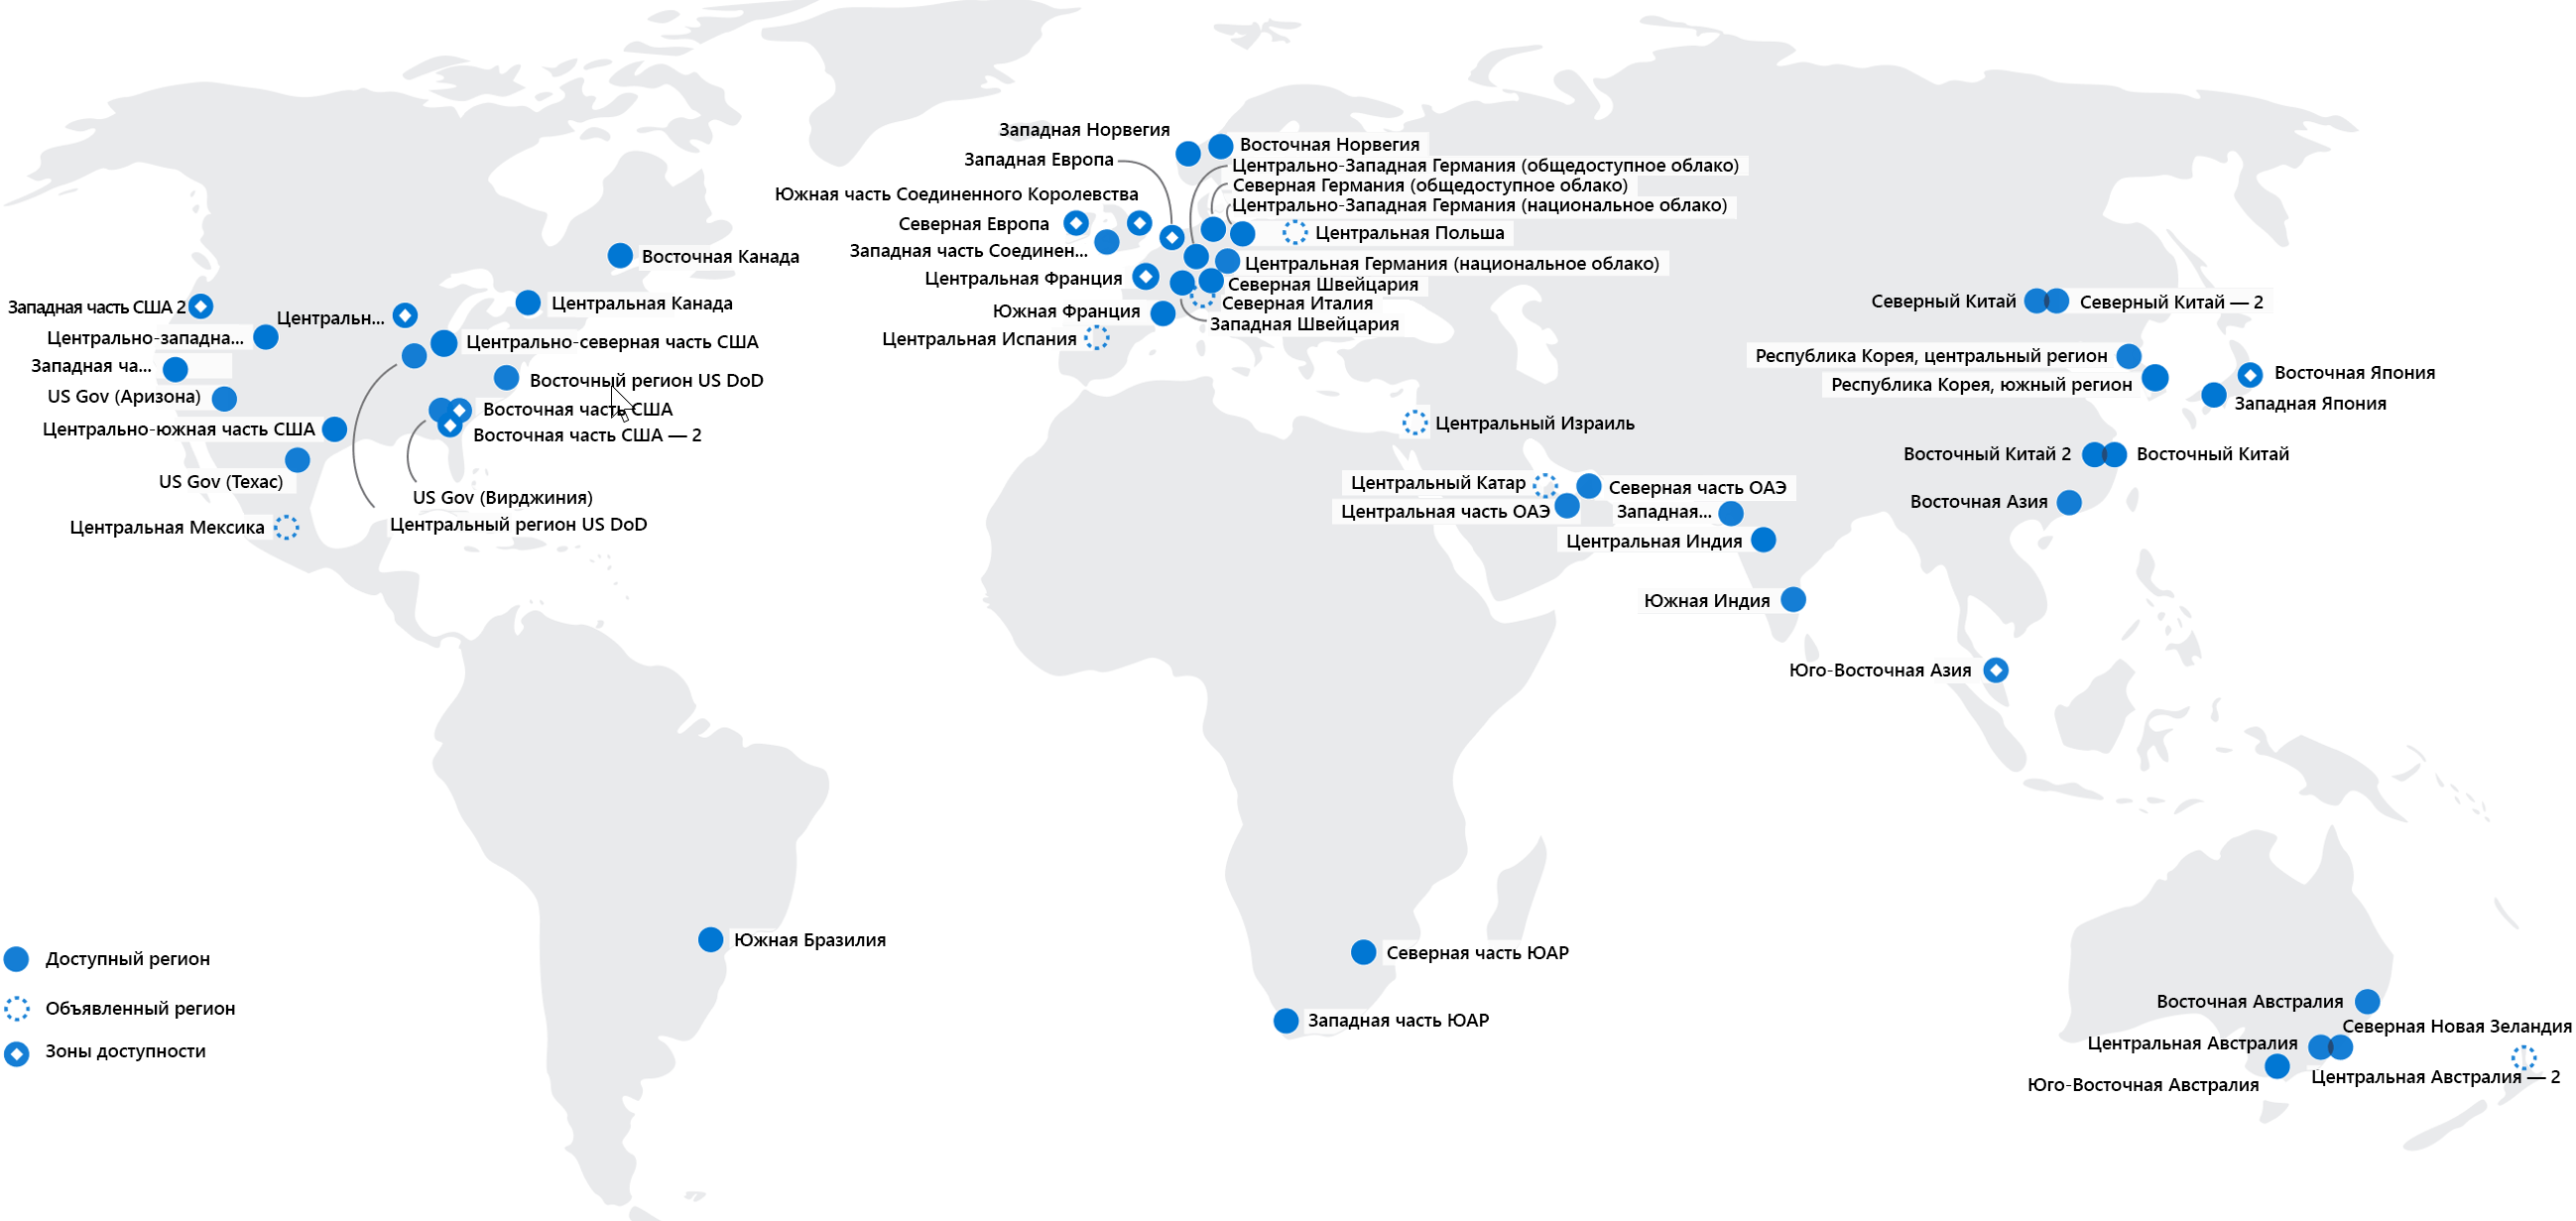 Западная Норвегия
Восточная Норвегия
Западная Европа
Центрально-Западная Германия (общедоступное облако)
Северная Германия (общедоступное облако)
Южная часть Соединенного Королевства
Центрально-Западная Германия (национальное облако)
Северная Европа
Центральная Польша
Западная часть Соединен...
Центральная Германия (национальное облако)
Центральная Франция
Северная Швейцария
Северная Италия
Южная Франция
Западная Швейцария
Центральная Испания
Восточная Канада
Центральная Канада
Западная часть США 2
Центральн...
Центрально-западна...
Центрально-северная часть США
Западная ча...
Восточный регион US DoD
US Gov (Аризона)
Восточная часть США
Центрально-южная часть США
Восточная часть США — 2
US Gov (Техас)
US Gov (Вирджиния)
Центральная Мексика
Центральный регион US DoD
Северный Китай
Северный Китай — 2
Республика Корея, центральный регион
Восточная Япония
Республика Корея, южный регион
Западная Япония
Центральный Израиль
Восточный Китай 2
Восточный Китай
Центральный Катар
Северная часть ОАЭ
Восточная Азия
Центральная часть ОАЭ
Западная...
Центральная Индия
Южная Индия
Юго-Восточная Азия
Южная Бразилия
Северная часть ЮАР
Западная часть ЮАР
Восточная Австралия
Северная Новая Зеландия
Центральная Австралия
Центральная Австралия — 2
Юго-Восточная Австралия
Доступный регион
Объявленный регион
Зоны доступности